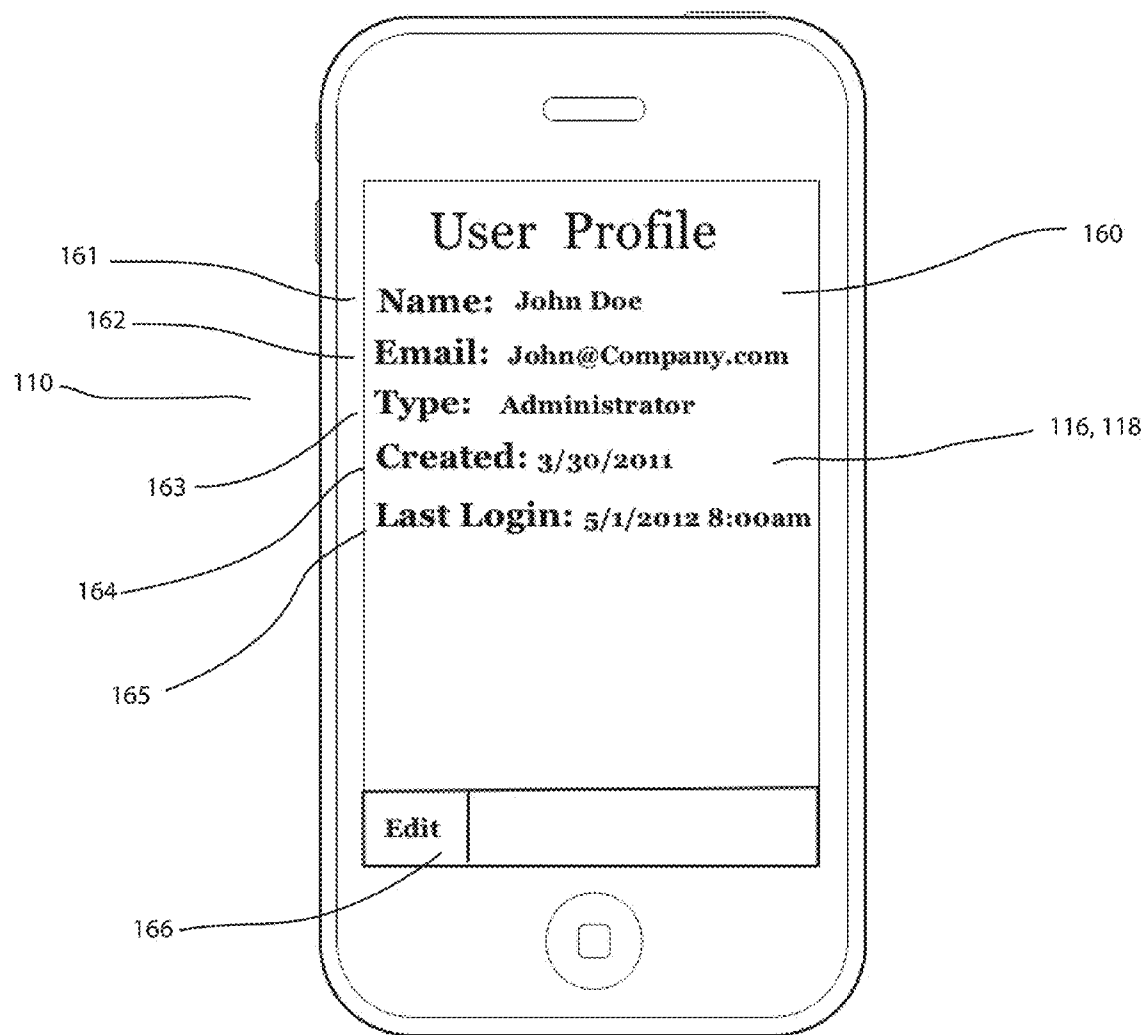 User Profile
160
161
Name: John Doe
162
Email: John@Company.com
110
Type: Administrator
116, 118
163
Created: 3/30/2011
164
Last Login: 5/1/2012 8:00am
165
Edit
166